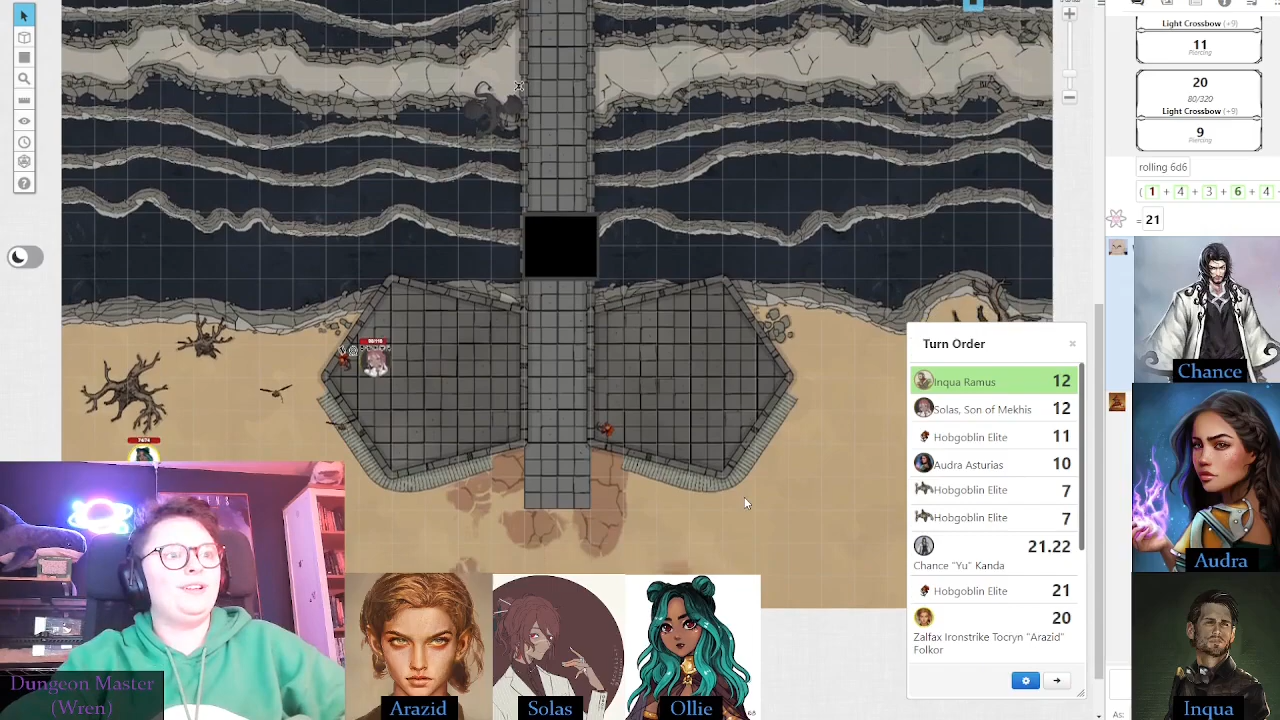 Light Crossbow (+9)
11
Piercing
20
80/320
Light Crossbow (+9)
9
Piercing
rolling 6d6
( 1 + 4 + 3 + 6 + 4
= 21
Chance
Turn Order
Inqua Ramus 12
Solas, Son of Mekhis 12
Hobgoblin Elite 11
Audra Asturias 10
Hobgoblin Elite 7
Hobgoblin Elite 7
21.22
Chance "Yu" Kanda
Hobgoblin Elite 21
20
Zalfax Ironstrike Tocryn "Arazid"
Folkor
Audra
Dungeon Master
(Wren)
Arazid
Solas
Ollie
Inqua
As: